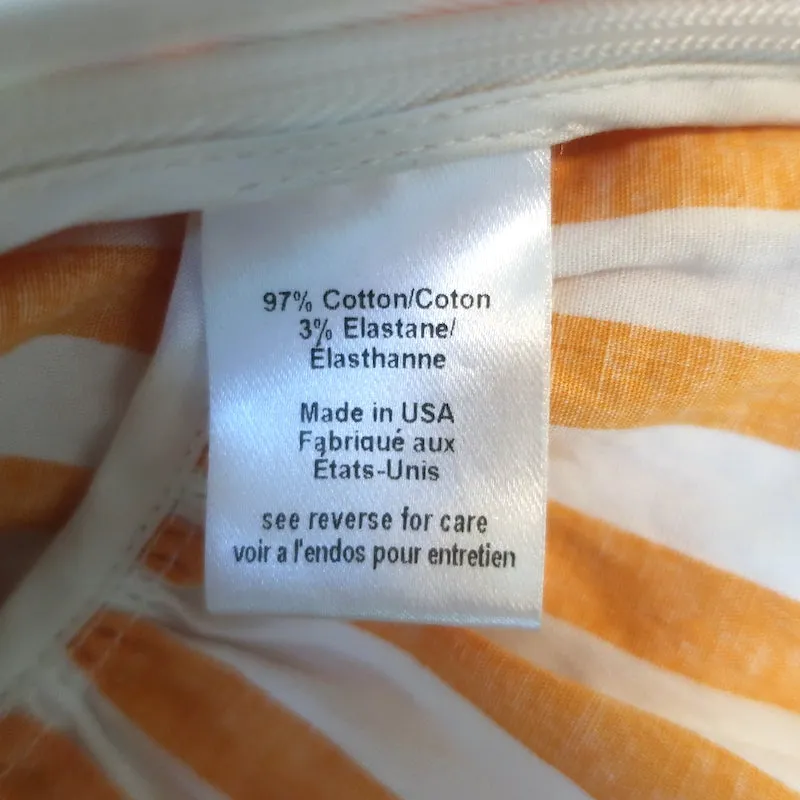 97% Cotton/Coton
3% Elastane/
Élasthanne
Made in USA
Fabriqué aux
États-Unis
see reverse for care
voir a l'endos pour entretien